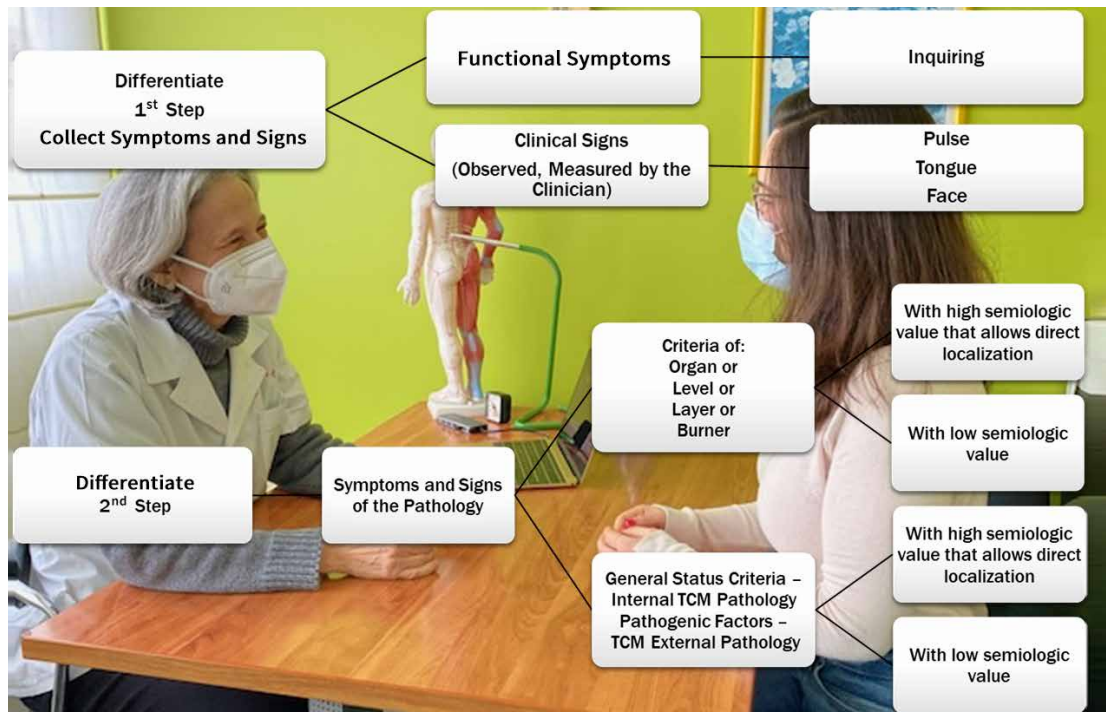 Differentiate
1st Step
Collect Symptoms and Signs
Functional Symptoms
Inquiring
Clinical Signs
(Observed, Measured by the
Clinician)
Pulse
Tongue
Face
Differentiate
2nd Step
Symptoms and Signs
of the Pathology
Criteria of:
Organ or
Level or
Layer or
Burner
With high semiologic
value that allows direct
localization
With low semiologic
value
General Status Criteria –
Internal TCM Pathology
Pathogenic Factors –
TCM External Pathology
With high semiologic
value that allows direct
localization
With low semiologic
value